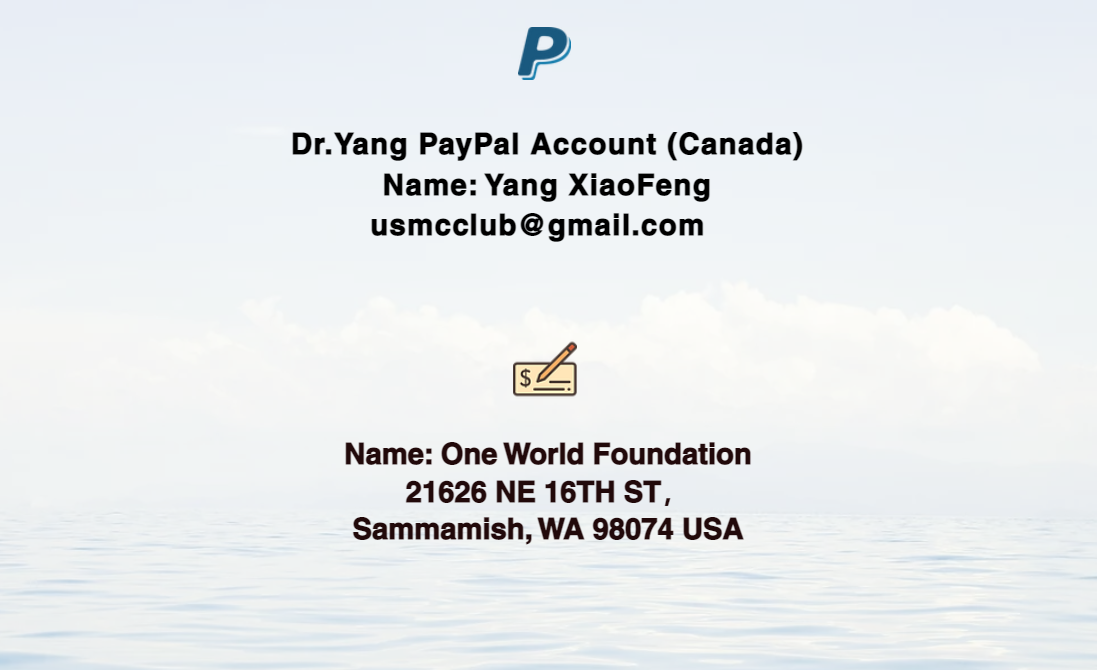 Dr.Yang PayPal Account (Canada)
Name: Yang XiaoFeng
usmcclub@gmail.com
$
Name: One World Foundation
21626 NE 16TH ST,
Sammamish, WA 98074 USA